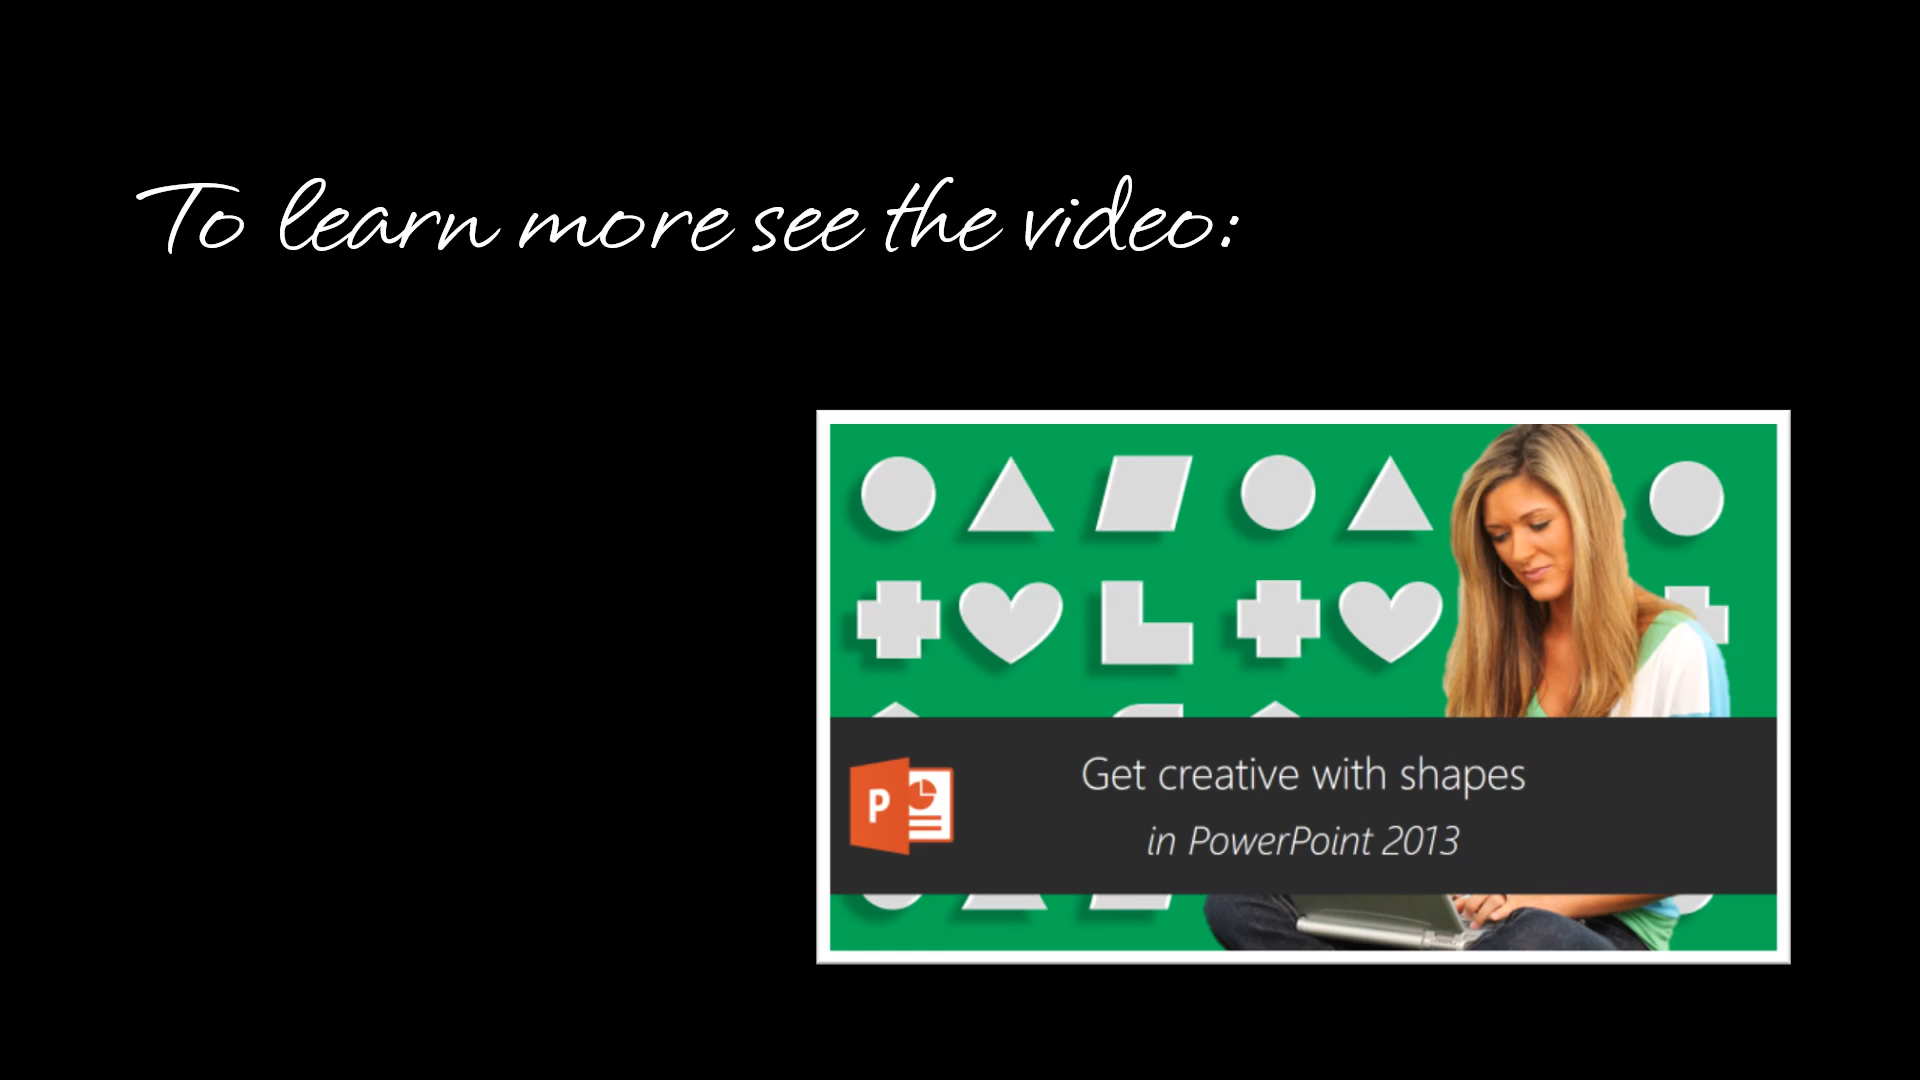 To learn more see the video:
P
Get creative with shapes
in PowerPoint 2013